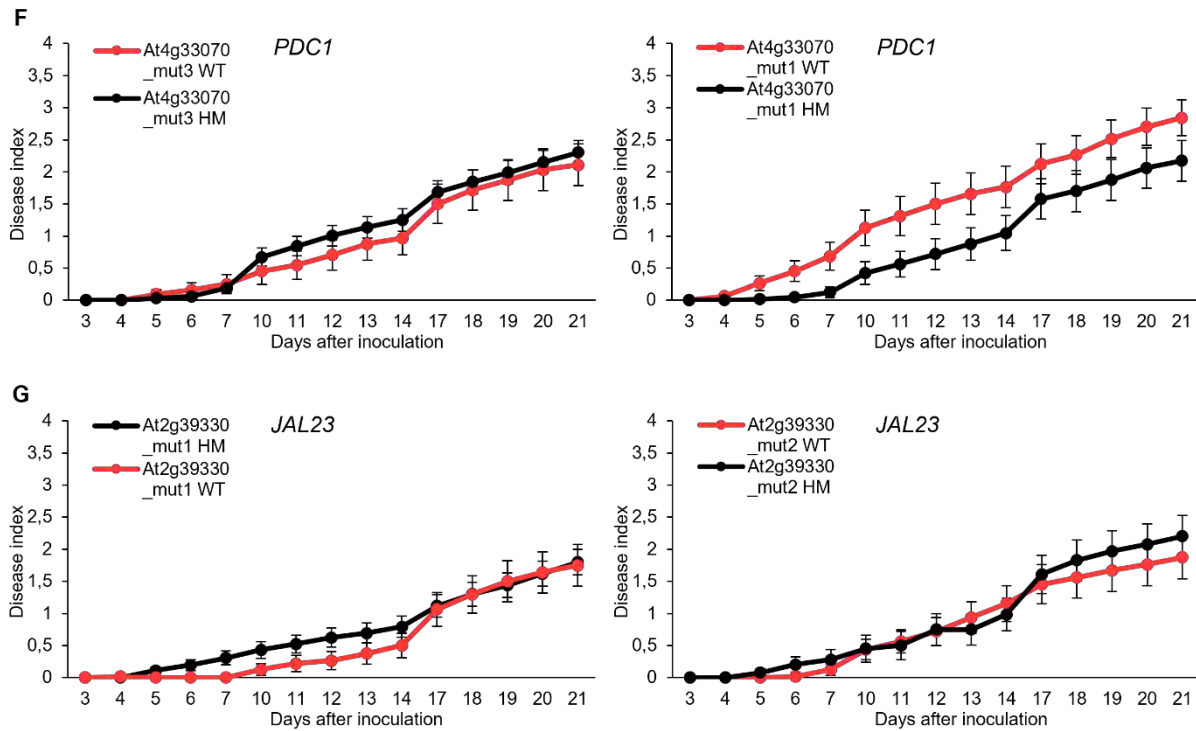 F
At4g33070
_mut3 WT
At4g33070
_mut3 HM
PDC1
Disease index
4
3,5
3
2,5
2
1,5
1
0,5
0
3 4 5 6 7 10 11 12 13 14 17 18 19 20 21
Days after inoculation
At4g33070
_mut1 WT
At4g33070
_mut1 HM
PDC1
Disease index
4
3,5
3
2,5
2
1,5
1
0,5
0
3 4 5 6 7 10 11 12 13 14 17 18 19 20 21
Days after inoculation
G
At2g39330
_mut1 HM
At2g39330
_mut1 WT
JAL23
Disease index
4
3,5
3
2,5
2
1,5
1
0,5
0
3 4 5 6 7 10 11 12 13 14 17 18 19 20 21
Days after inoculation
At2g39330
_mut2 WT
At2g39330
_mut2 HM
JAL23
Disease index
4
3,5
3
2,5
2
1,5
1
0,5
0
3 4 5 6 7 10 11 12 13 14 17 18 19 20 21
Days after inoculation